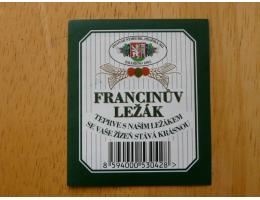 FRANCINŮV
LEŽÁK
TEPRVE S NAŠÍM LEŽÁKEM
SE VAŠE ŽÍZEŇ STÁVÁ KRÁSNOU
8 594000 530428 >